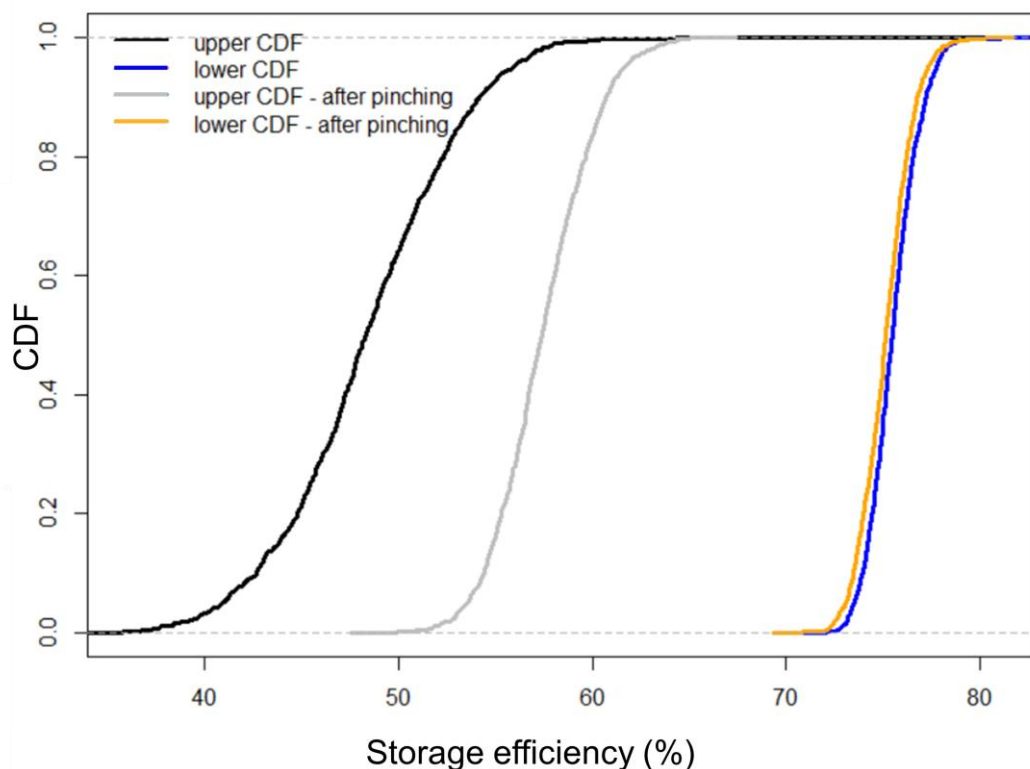 upper CDF
lower CDF
upper CDF - after pinching
lower CDF - after pinching
CDF
1.0
0.8
0.6
0.4
0.2
0.0
40 50 60 70 80
Storage efficiency (%)